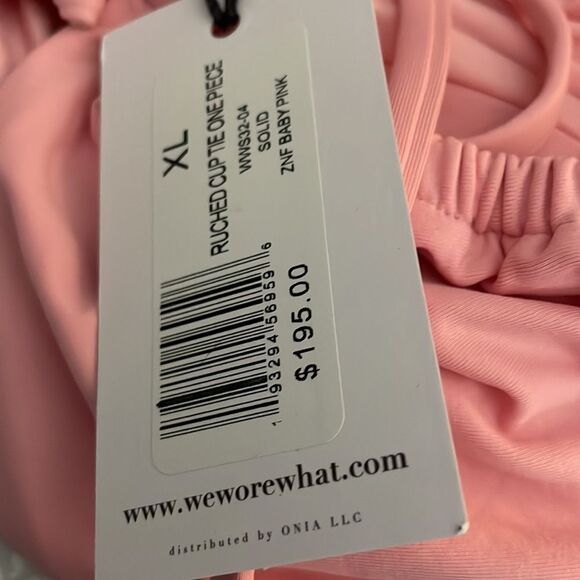 XL
RUCHED CUP TIE ONE PIECE
WWS32-04
SOLID
ZNF BABY PINK
1 93294 56959 6
$195.00
www.weworewhat.com
distributed by ONIA LLC